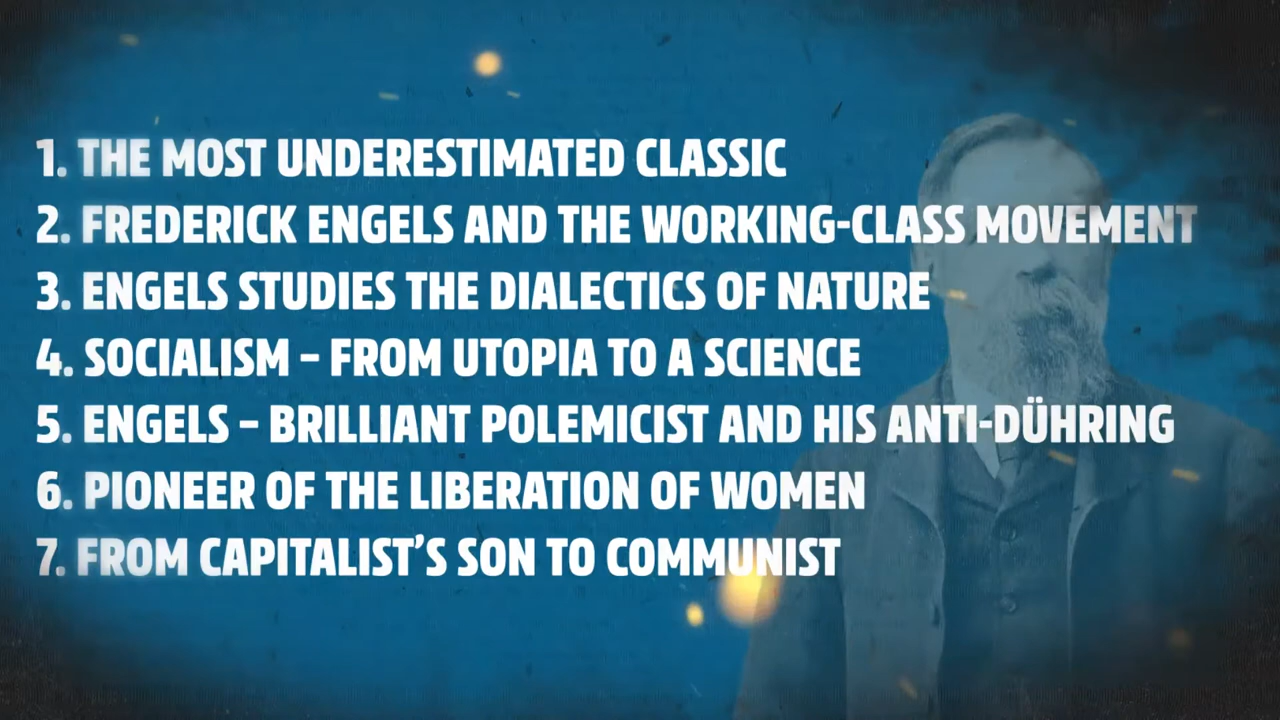 1. THE MOST UNDERESTIMATED CLASSIC
2. FREDERICK ENGELS AND THE WORKING-CLASS MOVEMENT
3. ENGELS STUDIES THE DIALECTICS OF NATURE
4. SOCIALISM – FROM UTOPIA TO A SCIENCE
5. ENGELS – BRILLIANT POLEMICIST AND HIS ANTI-DÜHRING
6. PIONEER OF THE LIBERATION OF WOMEN
7. FROM CAPITALIST’S SON TO COMMUNIST